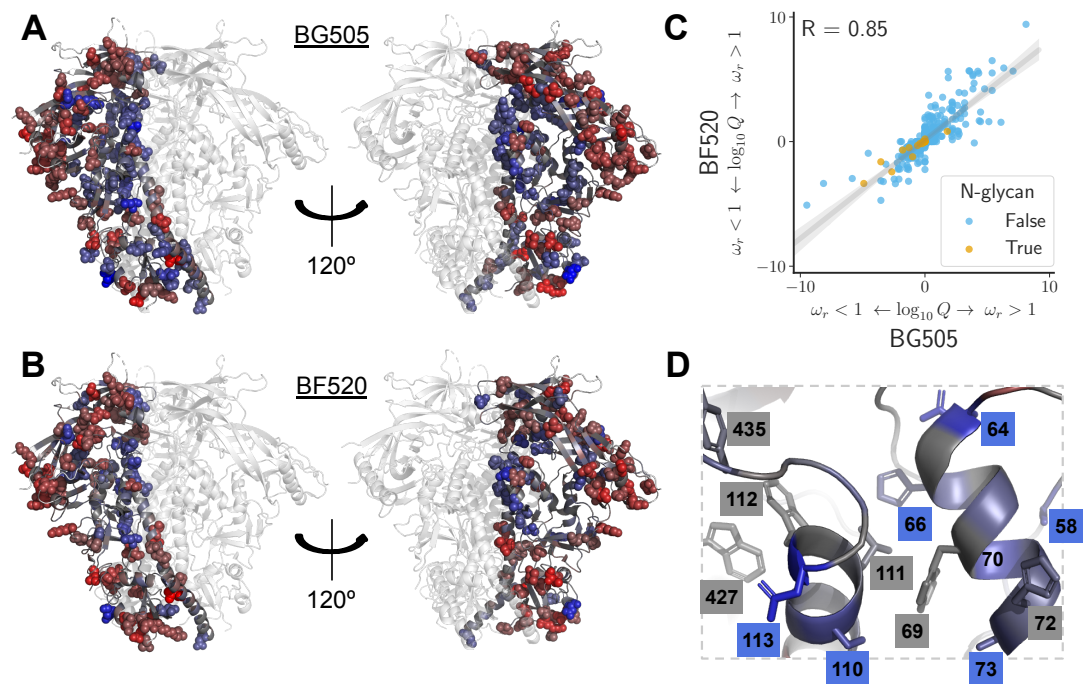 A
BG505
120º
B
BF520
120º
C
R = 0.85
BF520
ω_r < 1 ← log₁₀ Q → ω_r > 1
10
0
−10
N-glycan
False
True
−10 0 10
ω_r < 1 ← log₁₀ Q → ω_r > 1
BG505
D
435
64
112
66
58
111
70
427
69
72
113
110
73